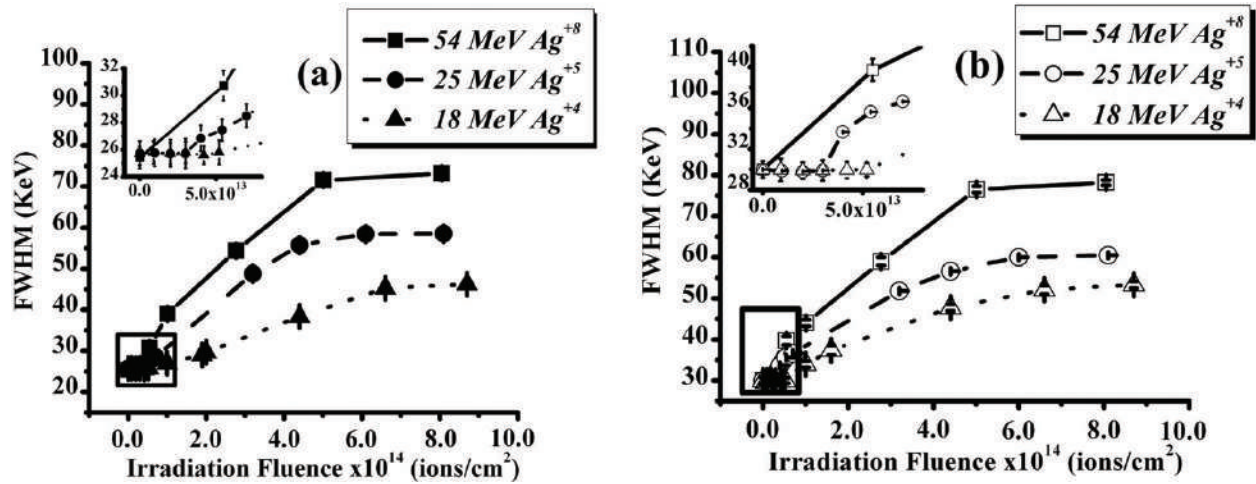 (a)
54 MeV Ag+8
25 MeV Ag+5
18 MeV Ag+4
FWHM (KeV)
100
90
80
70
60
50
40
30
20
32
30
28
26
24
0.0 5.0x10^13
0.0 2.0 4.0 6.0 8.0 10.0
Irradiation Fluence x10^14 (ions/cm^2)
(b)
54 MeV Ag+8
25 MeV Ag+5
18 MeV Ag+4
FWHM (KeV)
110
100
90
80
70
60
50
40
30
40
36
32
28
0.0 5.0x10^13
0.0 2.0 4.0 6.0 8.0 10.0
Irradiation Fluence x10^14 (ions/cm^2)